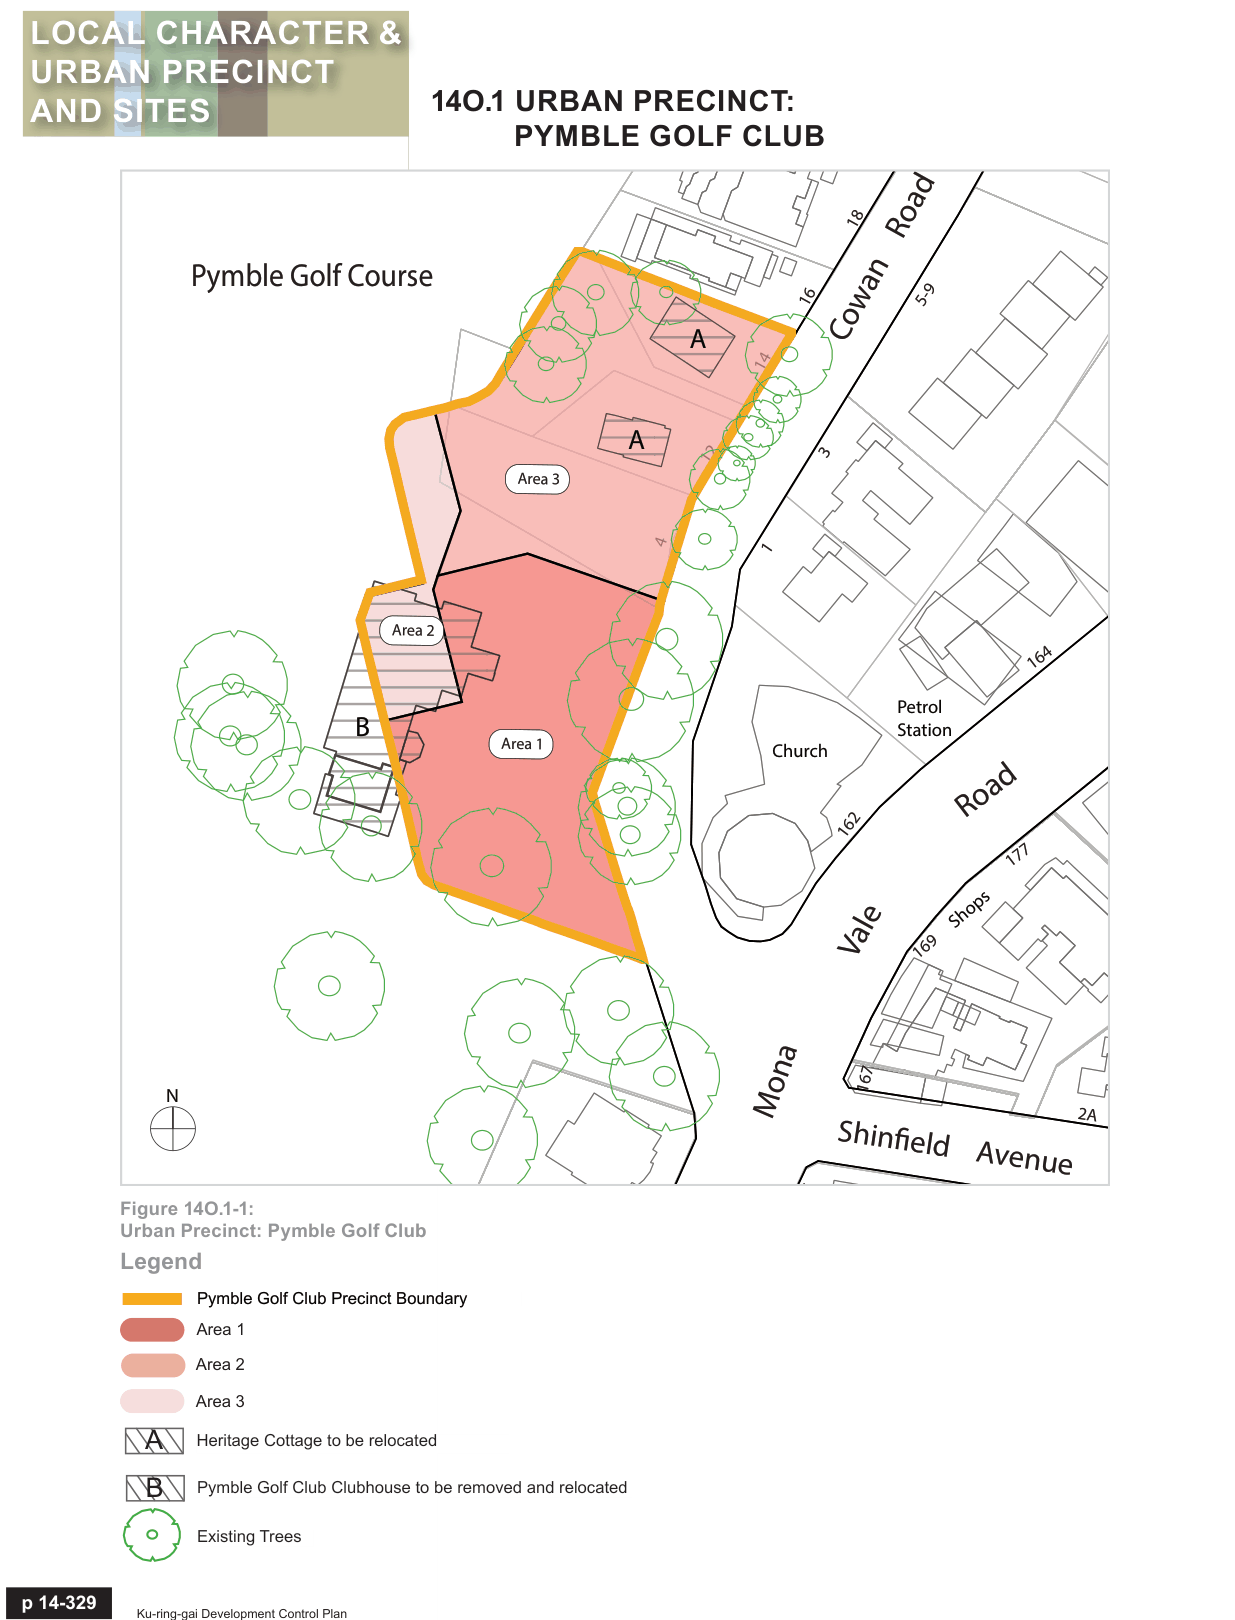 LOCAL CHARACTER &
URBAN PRECINCT
AND SITES
14O.1 URBAN PRECINCT:
PYMBLE GOLF CLUB
Pymble Golf Course
18
Cowan Road
16
5-9
A
14
A
12
3
Area 3
4
1
Area 2
164
Petrol
Station
B
Area 1
Church
162
Mona Vale Road
177
Shops
169
167
2A
Shinfield Avenue
N
Figure 14O.1-1:
Urban Precinct: Pymble Golf Club
Legend
Pymble Golf Club Precinct Boundary
Area 1
Area 2
Area 3
A Heritage Cottage to be relocated
B Pymble Golf Club Clubhouse to be removed and relocated
Existing Trees
p 14-329
Ku-ring-gai Development Control Plan